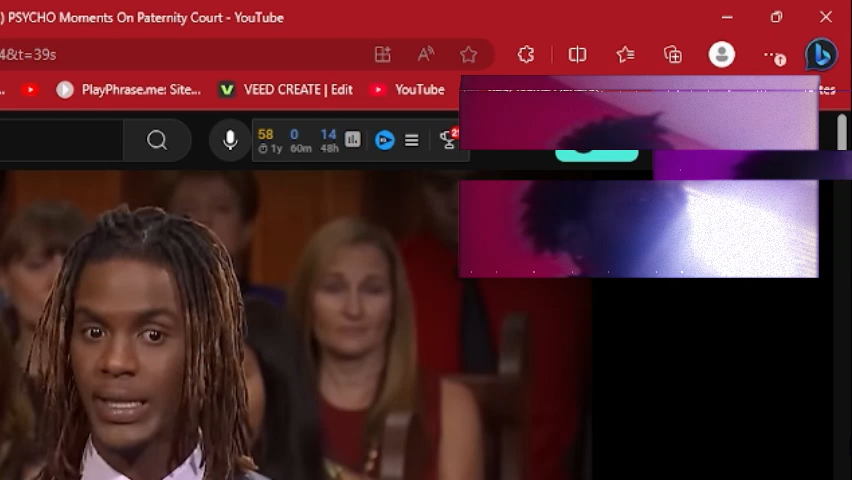 ) PSYCHO Moments On Paternity Court - YouTube
4&t=39s
PlayPhrase.me: Site...
VEED CREATE | Edit
YouTube
58 0 14
1y 60m 48h